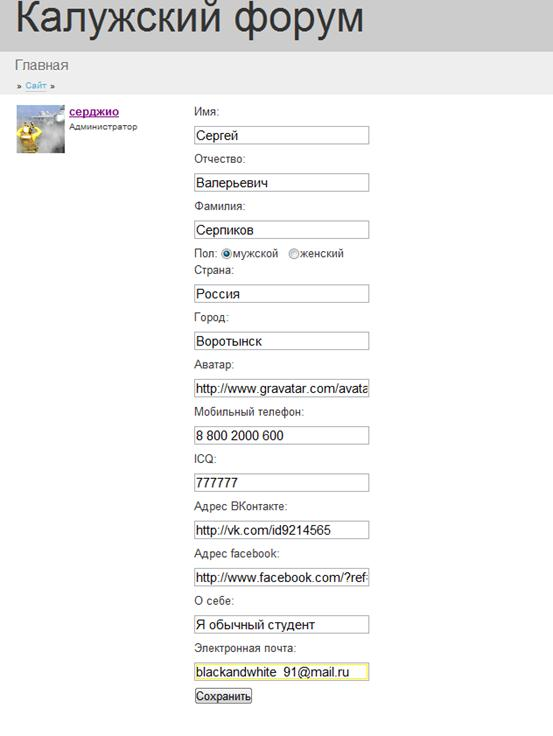 Калужский форум
Главная
» Сайт »
серджио
Администратор
Имя:
Сергей
Отчество:
Валерьевич
Фамилия:
Серпиков
Пол: мужской женский
Страна:
Россия
Город:
Воротынск
Аватар:
http://www.gravatar.com/avata
Мобильный телефон:
8 800 2000 600
ICQ:
777777
Адрес ВКонтакте:
http://vk.com/id9214565
Адрес facebook:
http://www.facebook.com/?ref=
О себе:
Я обычный студент
Электронная почта:
blackandwhite_91@mail.ru
Сохранить